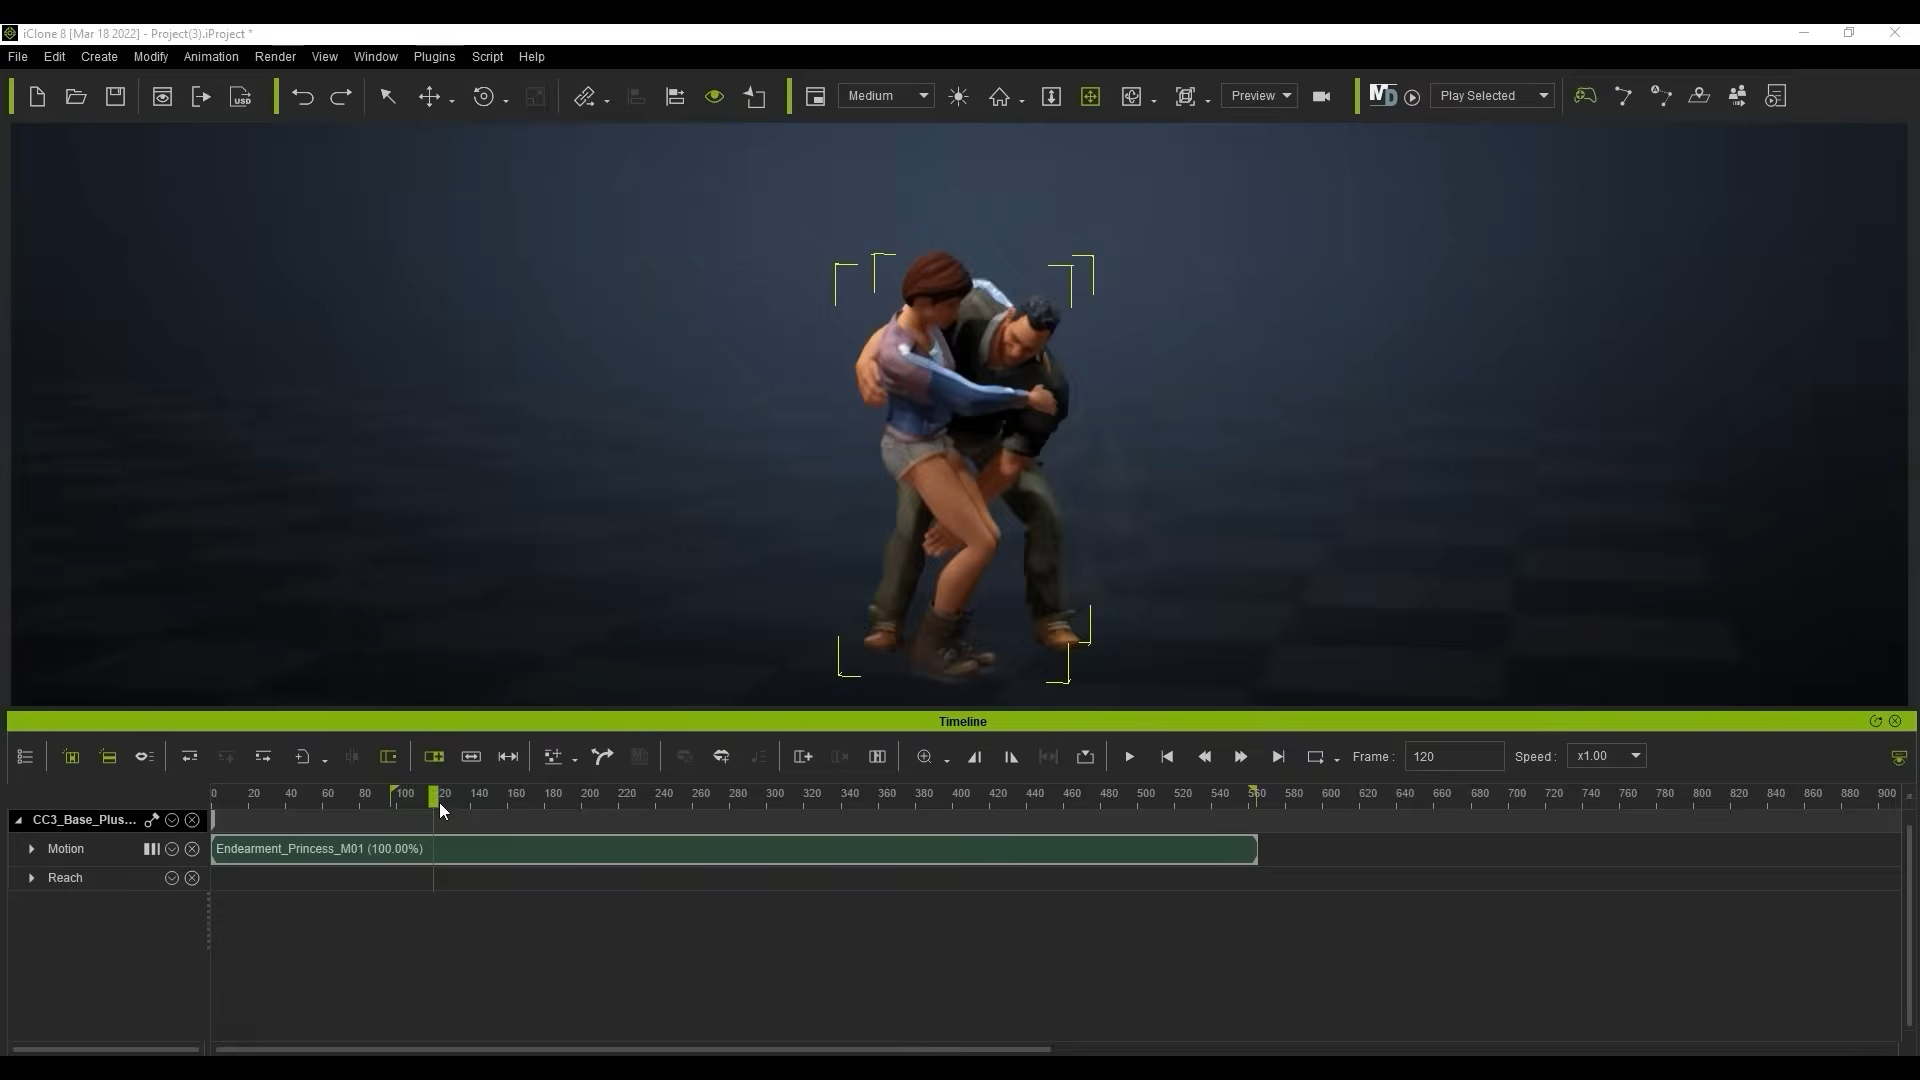 iClone 8 [Mar 18 2022] - Project(3).iProject *
File Edit Create Modify Animation Render View Window Plugins Script Help
USD Medium Preview MD Play Selected
Timeline
Frame : 120 Speed : x1.00
0 20 40 60 80 100 120 140 160 180 200 220 240 260 280 300 320 340 360 380 400 420 440 460 480 500 520 540 560 580 600 620 640 660 680 700 720 740 760 780 800 820 840 860 880 900
CC3_Base_Plus...
Motion Endearment_Princess_M01 (100.00%)
Reach